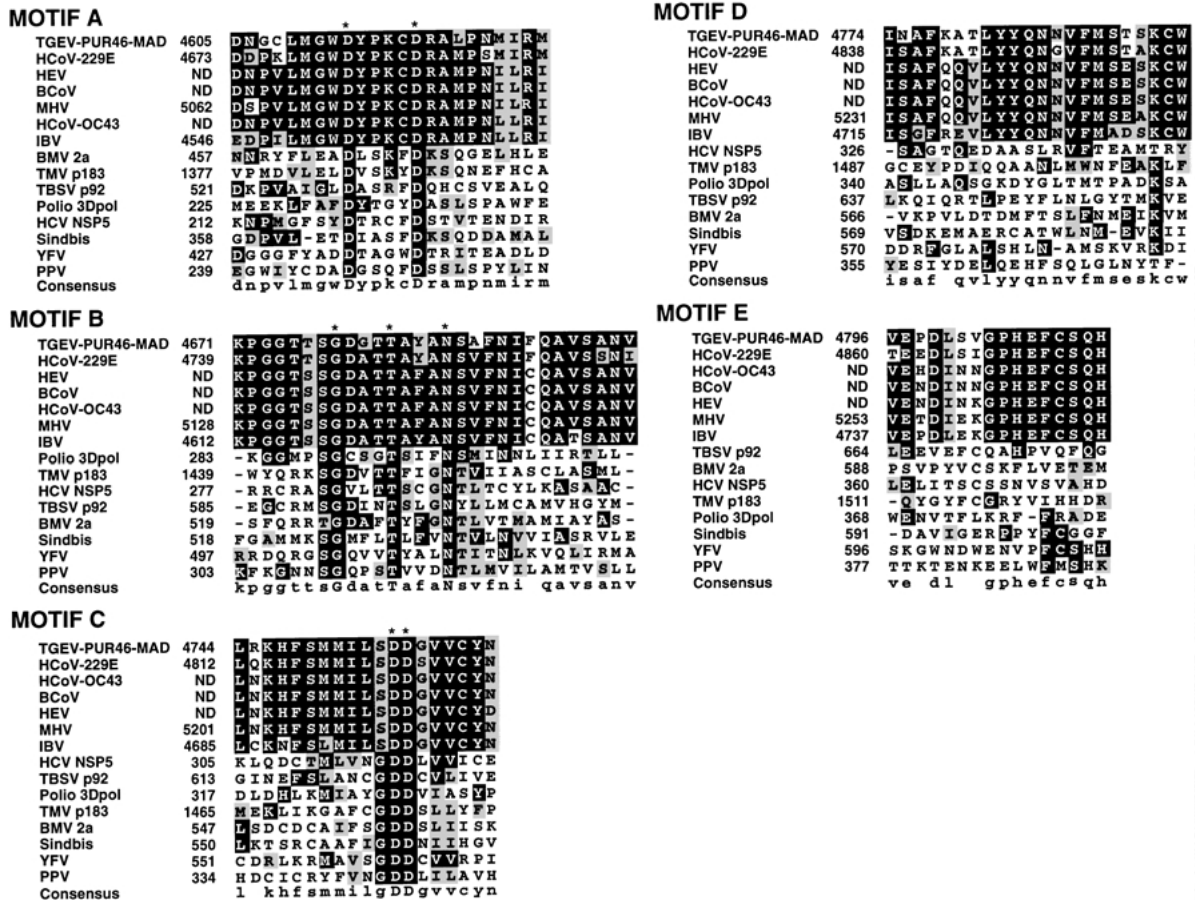 MOTIF A
* *
TGEV-PUR46-MAD 4605 DNGCLMGWDYPKCDRALPNMIRM
HCoV-229E 4673 DDPKLMGWDYPKCDRAMPSMIRM
HEV ND DNPVLMGWDYPKCDRAMPNILRI
BCoV ND DNPVLMGWDYPKCDRAMPNILRI
MHV 5062 DSPVLMGWDYPKCDRAMPNILRI
HCoV-OC43 ND DNPVLMGWDYPKCDRAMPNILRI
IBV 4546 EDPILMGWDYPKCDRAMPNLLRI
BMV 2a 457 NNRYFLEADLSKFDKSQGELHLE
TMV p183 1377 VPMDVLELDVSKYDKSQNEFHCA
TBSV p92 521 DKPVAIGLDASRFDQHCSVEALQ
Polio 3Dpol 225 MEEKLFAFDYTGYDASLSPAWFE
HCV NSP5 212 KNPMGFSYDTRCFDSTVTENDIR
Sindbis 358 GDPVL-ETDIASFDKSQDDAMAL
YFV 427 DGGGFYADDTAGWDTRITEADLD
PPV 239 EGWIYCDADGSQFDSSLSPYLIN
Consensus dnpvlmgwDypkcDrampnmirm
MOTIF B
* * *
TGEV-PUR46-MAD 4671 KPGGTTSGDGTTAYANSAFNIFQAVSANV
HCoV-229E 4739 KPGGTTSGDATTAYANSVFNIFQAVSSNI
HEV ND KPGGTSSGDATTAFANSVFNICQAVSANV
BCoV ND KPGGTSSGDATTAFANSVFNICQAVSANV
HCoV-OC43 ND KPGGTSSGDATTAFANSVFNICQAVSANV
MHV 5128 KPGGTSSGDATTAFANSVFNICQAVSANV
IBV 4612 KPGGTSSGDATTAYANSVFNICQATSANV
Polio 3Dpol 283 -KGGMPSGCSGTSIFNSMINNLIIRTLL-
TMV p183 1439 -WYQRKSGDVTTFIGNTVIIASCLASML-
HCV NSP5 277 -RCRASGVLTTSCGNTLTCYLKASAAC-
TBSV p92 585 -EGCRMSGDINTSLGNYLLMCAMVHGYM-
BMV 2a 519 -SFQRRTGDAFTYFGNTLVTMAMIAYAS-
Sindbis 518 FGAMMKSGMFLTLFVNTVLNVVIASRVLE
YFV 497 RRDQRGSGQVVTYALNTITNLKVQLIRMA
PPV 303 KFKGNNSGQPSTVVDNTLMVILAMTVSLL
Consensus kpggttsGdatTafaNsvfni qavsanv
MOTIF C
* *
TGEV-PUR46-MAD 4744 LRKHFSMMILSDDGVVCYN
HCoV-229E 4812 LQKHFSMMILSDDSVVCYN
HCoV-OC43 ND LNKHFSMMILSDDGVVCYN
BCoV ND LNKHFSMMILSDDGVVCYN
HEV ND LNKHFSMMILSDDGVVCYD
MHV 5201 LNKHFSMMILSDDGVVCYN
IBV 4685 LCKNFSLMILSDDGVVCYN
HCV NSP5 305 KLQDCTMLVNGDDLVVICE
TBSV p92 613 GINEFSLANCGDDCVLIVE
Polio 3Dpol 317 DLDHLKMIAYGDDVIASYP
TMV p183 1465 MEKLIKGAFCGDDSLLYFP
BMV 2a 547 LSDCDCAIFSGDDSLIISK
Sindbis 550 LKTSRCAAFIGDDNIIHGV
YFV 551 CDRLKRMAVSGDDCVVRPI
PPV 334 HDCICRYFVNGDDLILAVH
Consensus l khfsmmilgDDgvvcyn
MOTIF D
TGEV-PUR46-MAD 4774 INAFKATLYYQNNVFMSTSKCW
HCoV-229E 4838 ISAFKATLYYQNGVFMSTSKCW
HEV ND ISAFQQVLYYQNNVFMSESKCW
BCoV ND ISAFQQVLYYQNNVFMSESKCW
HCoV-OC43 ND ISAFQQVLYYQNNVFMSESKCW
MHV 5231 ISAFQQVLYYQNNVFMSESKCW
IBV 4715 ISGFREVLYYQNNVFMADSKCW
HCV NSP5 326 -SAGTQEDAASLRVFTEAMTRY
TMV p183 1487 GCEYPDIQQAANLMWNFEAKLF
Polio 3Dpol 340 ASLLAQSGKDYGLTMTPADKSA
TBSV p92 637 LKQIQRTLPEYFLNLGYTMKVE
BMV 2a 566 -VKPVLDTDMFTSLFNMEIKVM
Sindbis 569 VSDKEMAERCATWLNM-EVKII
YFV 570 DDRFGLALSHLN-AMSKVRKDI
PPV 355 YESIYDELQEHFSQLGLNYTF-
Consensus isaf qvlyyqnnvfmseskcw
MOTIF E
TGEV-PUR46-MAD 4796 VEPDLSVGPHEFCSQH
HCoV-229E 4860 TEEDLSIGPHEFCSQH
HCoV-OC43 ND VEHDINNGPHEFCSQH
BCoV ND VENDINNGPHEFCSQH
HEV ND VENDINKGPHEFCSQH
MHV 5253 VETDIEKGPHEFCSQH
IBV 4737 VEPDLEKGPHEFCSQH
TBSV p92 664 LEEVEFCQAHPVQFQG
BMV 2a 588 PSVPYVCSKFLVETEM
HCV NSP5 360 LELITSCSSNVSVAHD
TMV p183 1511 -QYGYFCGRYVIHHDR
Polio 3Dpol 368 WENVTFLKRF-FRADE
Sindbis 591 -DAVIGERPPYFCGGF
YFV 596 SKGWNDWENVPFCSHH
PPV 377 TTKTENKEELWFMSHK
Consensus ve dl gphefcsqh